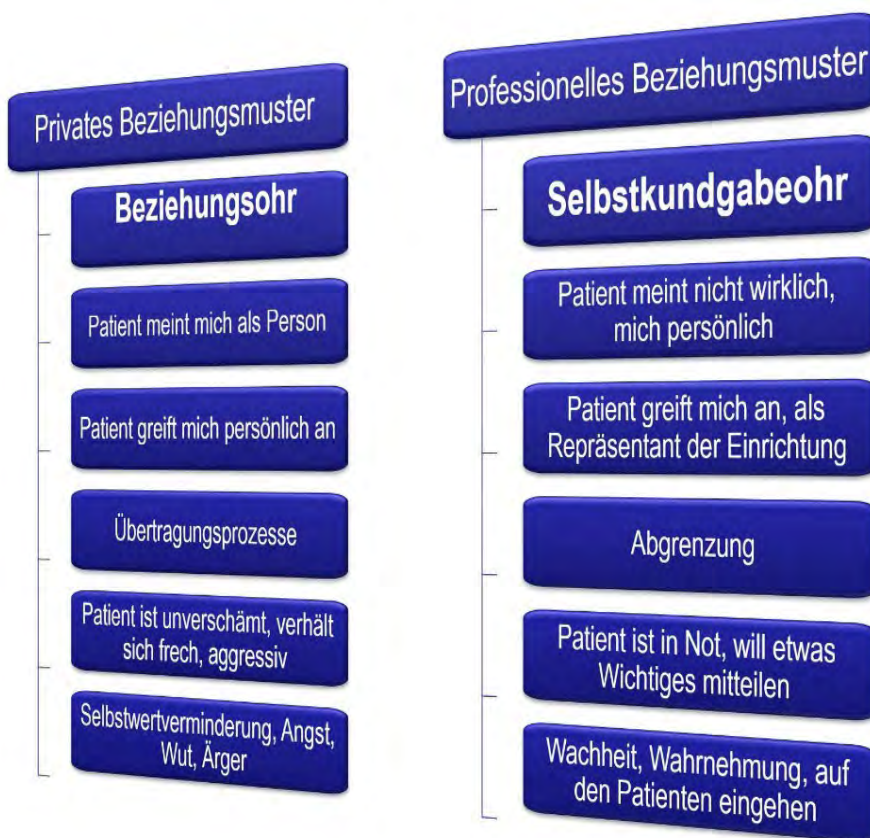 Privates Beziehungsmuster
Beziehungsohr
Patient meint mich als Person
Patient greift mich persönlich an
Übertragungsprozesse
Patient ist unverschämt, verhält
sich frech, aggressiv
Selbstwertverminderung, Angst,
Wut, Ärger
Professionelles Beziehungsmuster
Selbstkundgabeohr
Patient meint nicht wirklich,
mich persönlich
Patient greift mich an, als
Repräsentant der Einrichtung
Abgrenzung
Patient ist in Not, will etwas
Wichtiges mitteilen
Wachheit, Wahrnehmung, auf
den Patienten eingehen